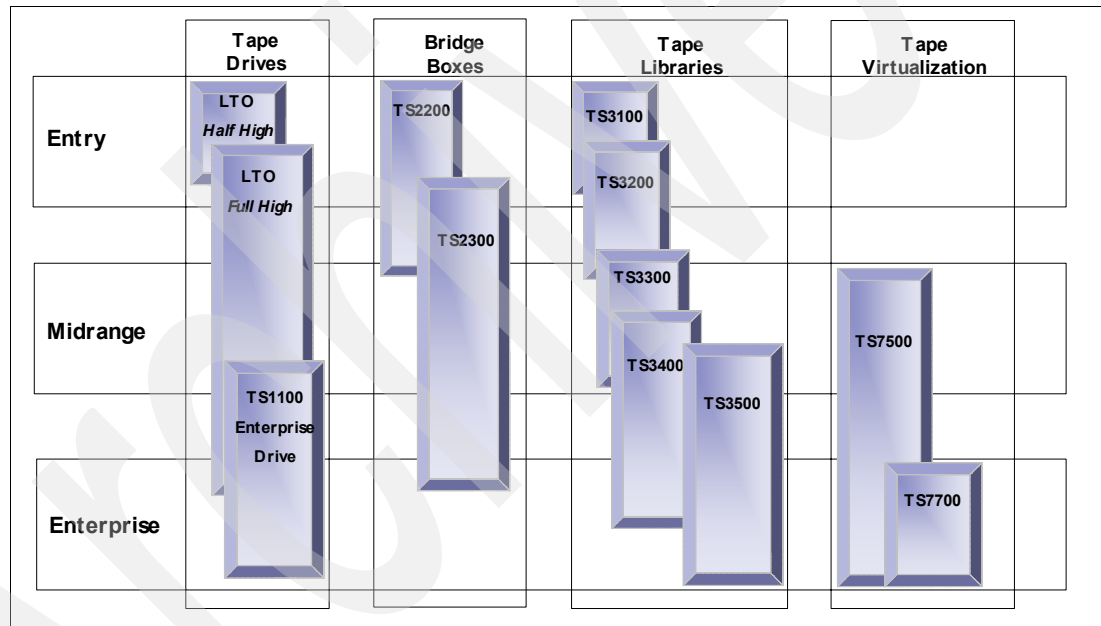 Tape
Drives
Bridge
Boxes
Tape
Libraries
Tape
Virtualization
Entry
LTO
Half High
LTO
Full High
TS2200
TS2300
TS3100
TS3200
Midrange
TS3300
TS3400
TS3500
TS7500
TS1100
Enterprise
Drive
Enterprise
TS7700